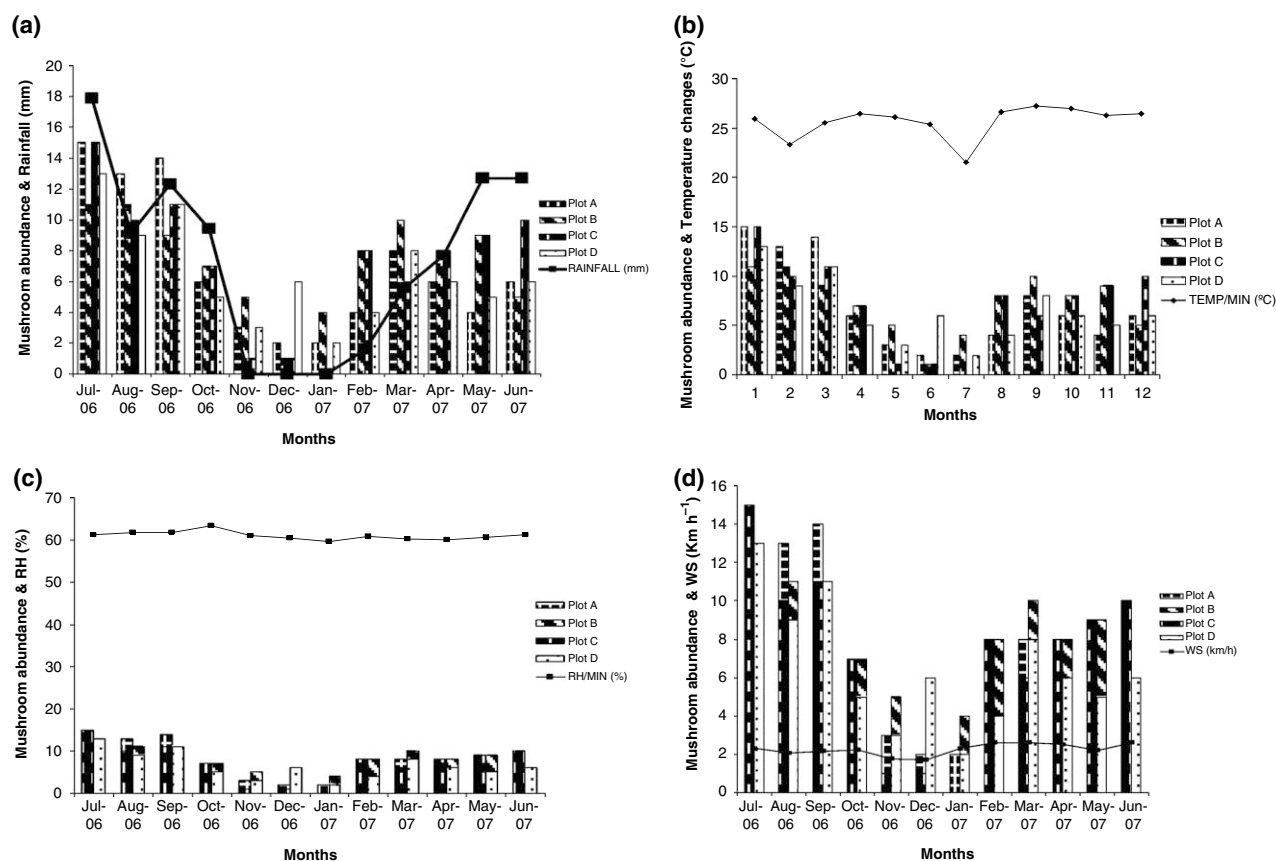 (a)
Mushroom abundance & Rainfall (mm)
20
18
16
14
12
10
8
6
4
2
0
Jul-06 Aug-06 Sep-06 Oct-06 Nov-06 Dec-06 Jan-07 Feb-07 Mar-07 Apr-07 May-07 Jun-07
Months
Plot A
Plot B
Plot C
Plot D
RAINFALL (mm)
(b)
Mushroom abundance & Temperature changes (°C)
30
25
20
15
10
5
0
1 2 3 4 5 6 7 8 9 10 11 12
Months
Plot A
Plot B
Plot C
Plot D
TEMP/MIN (ºC)
(c)
Mushroom abundance & RH (%)
70
60
50
40
30
20
10
0
Jul-06 Aug-06 Sep-06 Oct-06 Nov-06 Dec-06 Jan-07 Feb-07 Mar-07 Apr-07 May-07 Jun-07
Months
Plot A
Plot B
Plot C
Plot D
RH/MIN (%)
(d)
Mushroom abundance & WS (Km h⁻¹)
16
14
12
10
8
6
4
2
0
Jul-06 Aug-06 Sep-06 Oct-06 Nov-06 Dec-06 Jan-07 Feb-07 Mar-07 Apr-07 May-07 Jun-07
Months
Plot A
Plot B
Plot C
Plot D
WS (km/h)